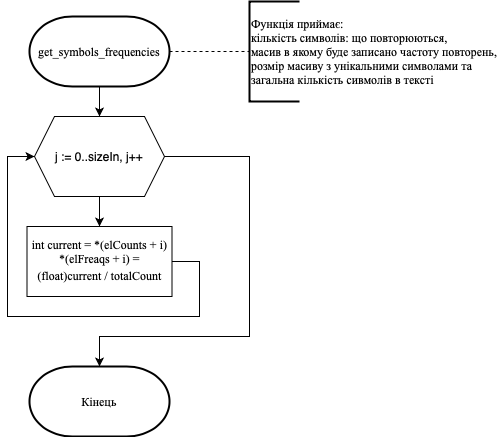 get_symbols_frequencies
Функція приймає:
кількість символів: що повторюються,
масив в якому буде записано частоту повторень,
розмір масиву з унікальними символами та
загальна кількість сивмолів в тексті
j := 0..sizeIn, j++
int current = *(elCounts + i)
*(elFreaqs + i) =
(float)current / totalCount
Кінець